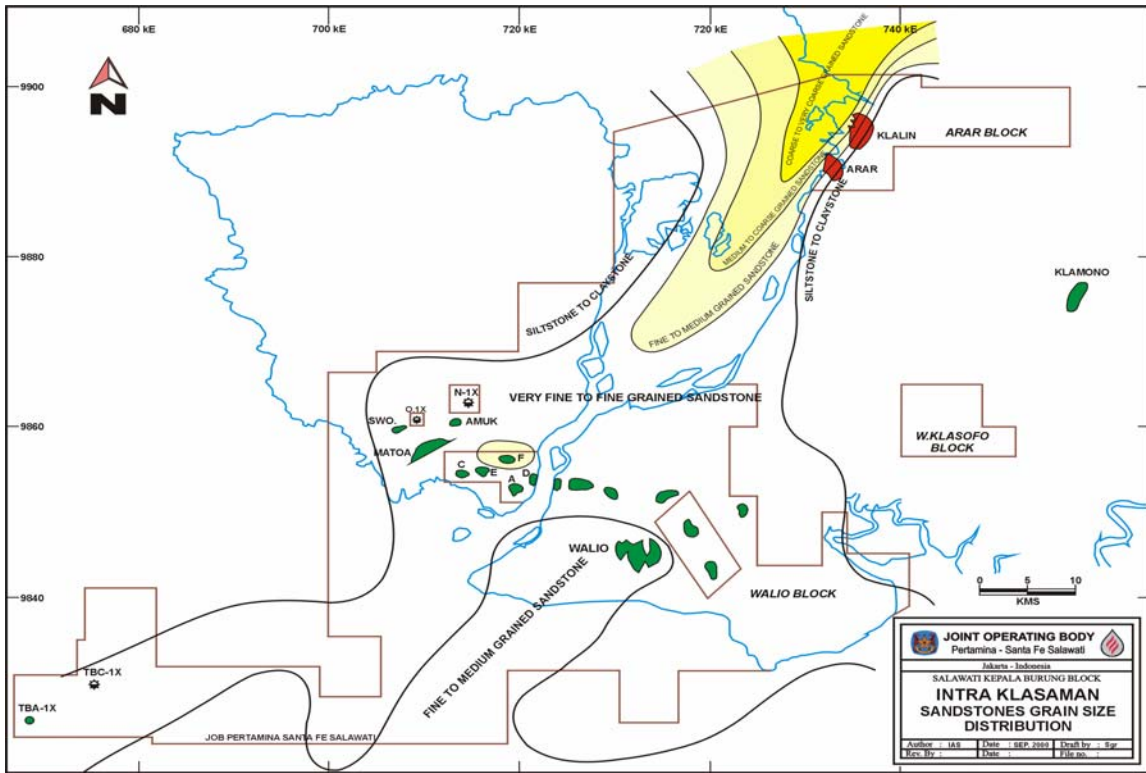 680 kE
700 kE
720 kE
720 kE
740 kE
9900
9880
9860
9840
N
COARSE TO VERY COARSE GRAINED SANDSTONE
MEDIUM TO COARSE GRAINED SANDSTONE
FINE TO MEDIUM GRAINED SANDSTONE
SILTSTONE TO CLAYSTONE
SILTSTONE TO CLAYSTONE
KLALIN
ARAR
ARAR BLOCK
KLAMONO
N-1X
O-1X
SWO.
AMUK
MATOA
VERY FINE TO FINE GRAINED SANDSTONE
W.KLASOFO
BLOCK
F
C
E
D
A
WALIO
FINE TO MEDIUM GRAINED SANDSTONE
WALIO BLOCK
TBC-1X
TBA-1X
JOB PERTAMINA SANTA FE SALAWATI
0 5 10
KMS
JOINT OPERATING BODY
Pertamina - Santa Fe Salawati
Jakarta - Indonesia
SALAWATI KEPALA BURUNG BLOCK
INTRA KLASAMAN
SANDSTONES GRAIN SIZE
DISTRIBUTION
Author : IAS Date : SEP. 2000 Draft by : Sgr
Rev. By : Date : File no. :